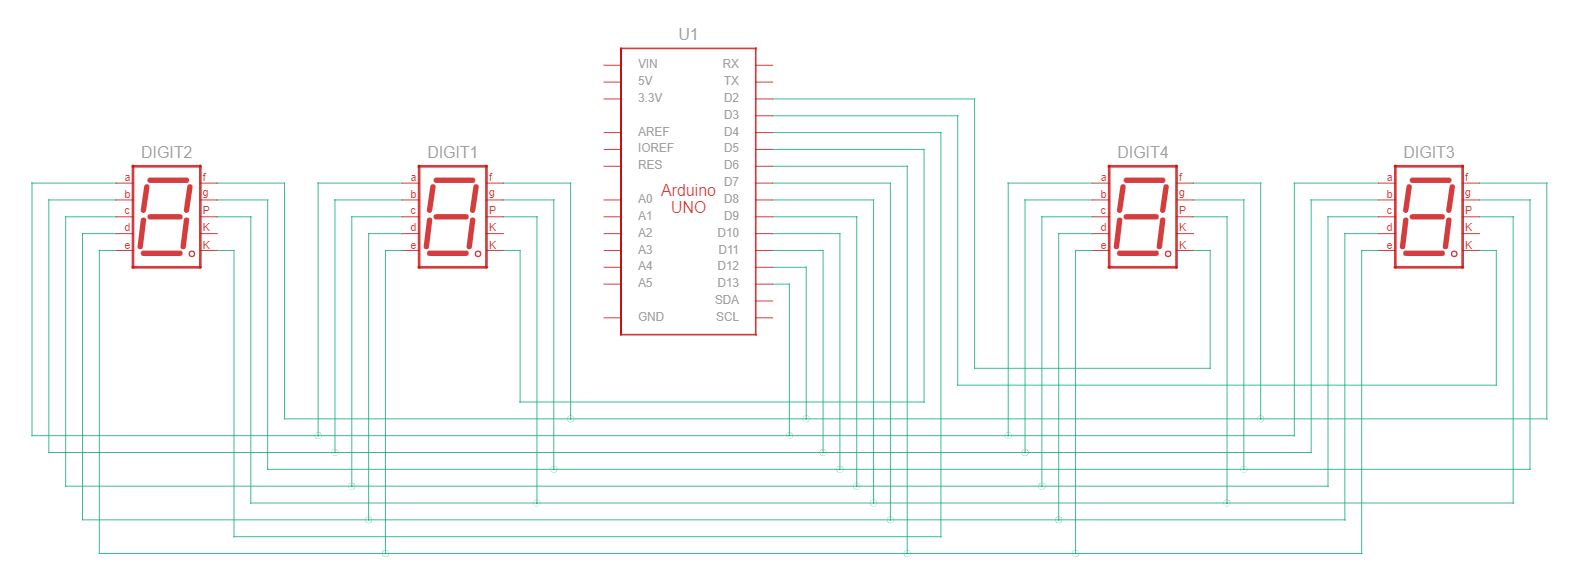 U1
VIN RX
5V TX
3.3V D2
D3
AREF D4
IOREF D5
RES D6
D7
A0 D8
A1 D9
A2 D10
A3 D11
A4 D12
A5 D13
SDA
GND SCL
Arduino
UNO
DIGIT2
a f
b g
c P
d K
e K
DIGIT1
a f
b g
c P
d K
e K
DIGIT4
a f
b g
c P
d K
e K
DIGIT3
a f
b g
c P
d K
e K